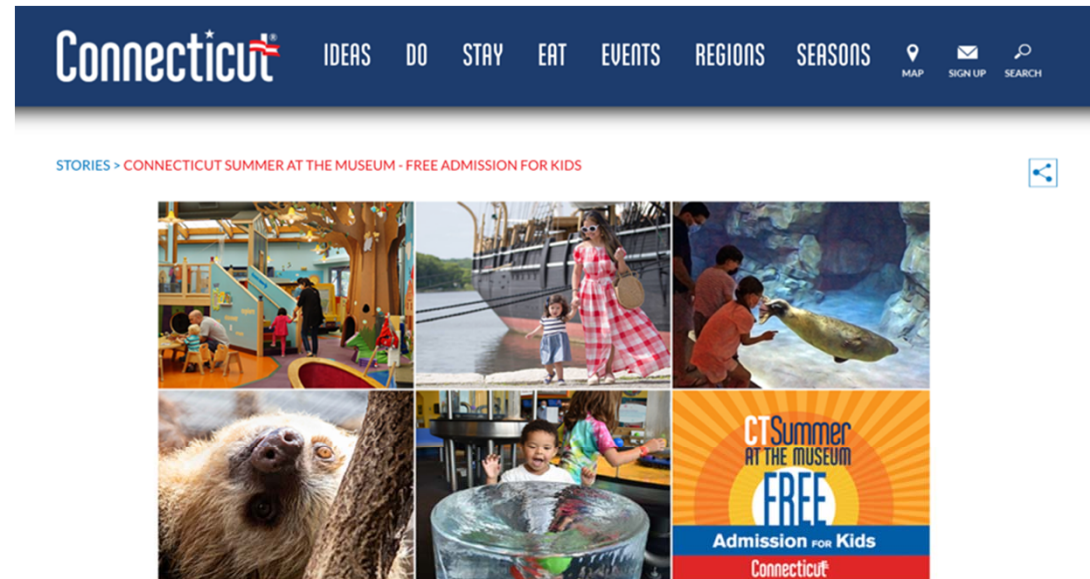 Connecticut® IDEAS DO STAY EAT EVENTS REGIONS SEASONS MAP SIGN UP SEARCH
STORIES > CONNECTICUT SUMMER AT THE MUSEUM - FREE ADMISSION FOR KIDS
CT Summer
AT THE MUSEUM
FREE
Admission FOR Kids
Connecticut